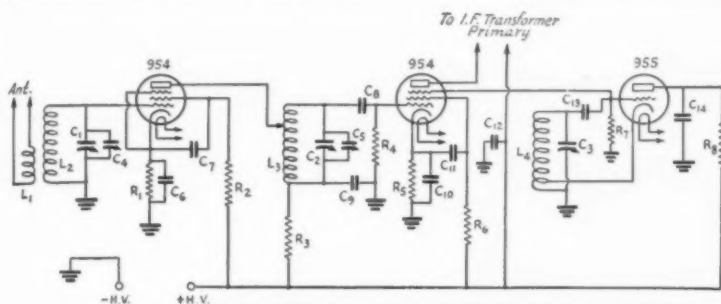 To I.F. Transformer
Primary
954
954
955
Ant.
L1
L2
C1
C4
R1
C6
C7
R2
L3
R3
C2
C5
C8
C9
R4
R5
C10
C11
R6
C12
L4
C13
C3
R7
C14
R8
-H.V.
+H.V.